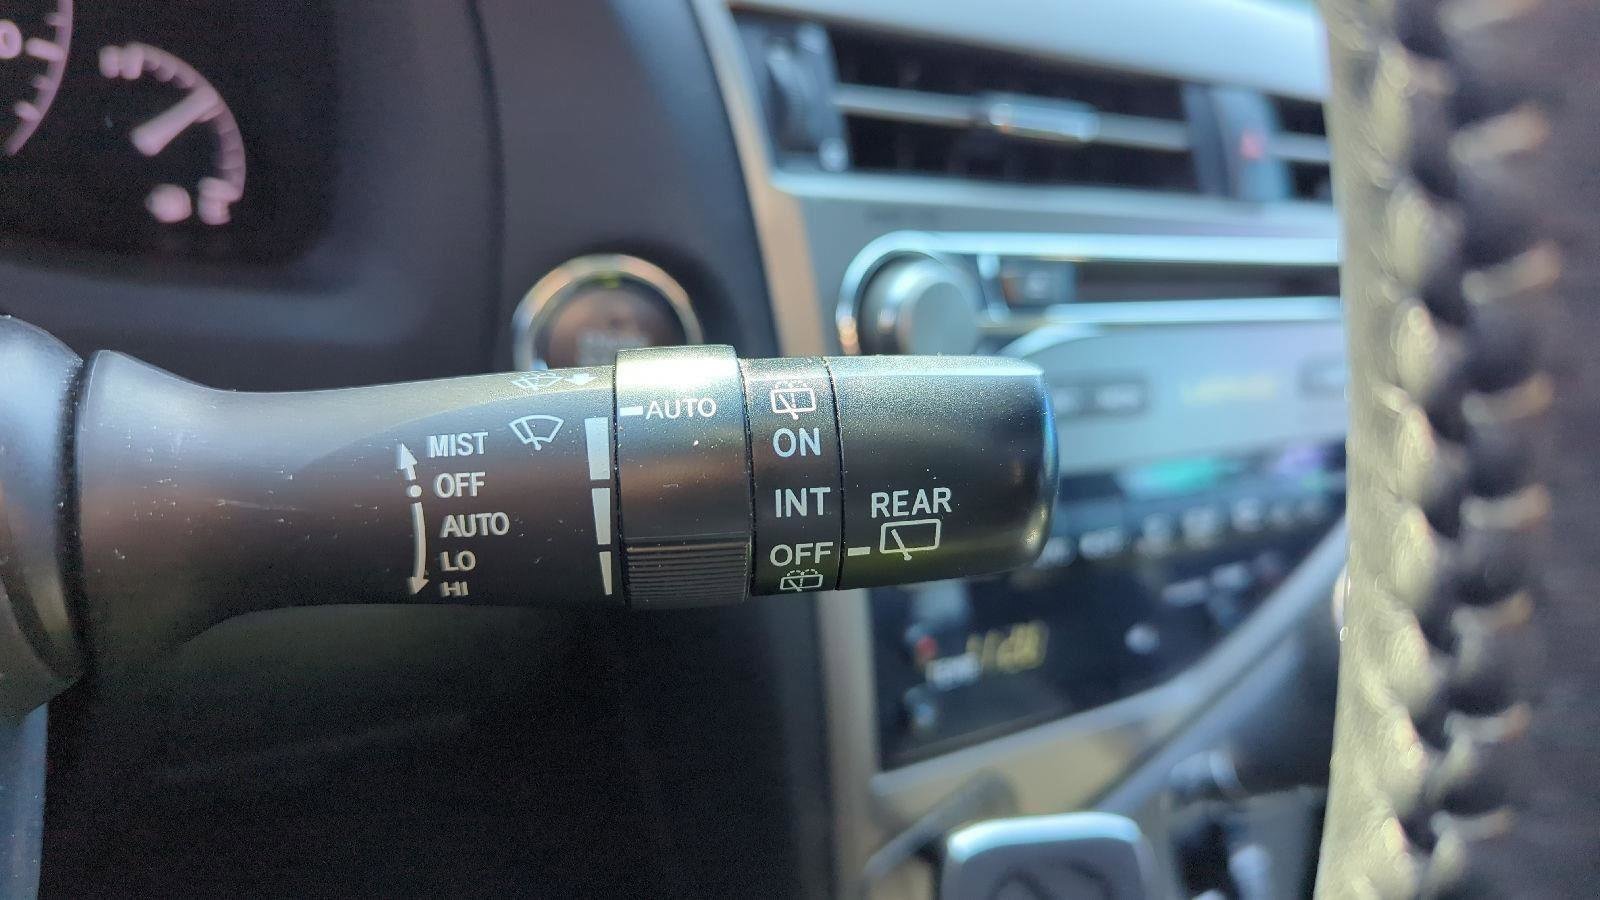 MIST
OFF
AUTO
LO
HI
AUTO
ON
INT
OFF
REAR